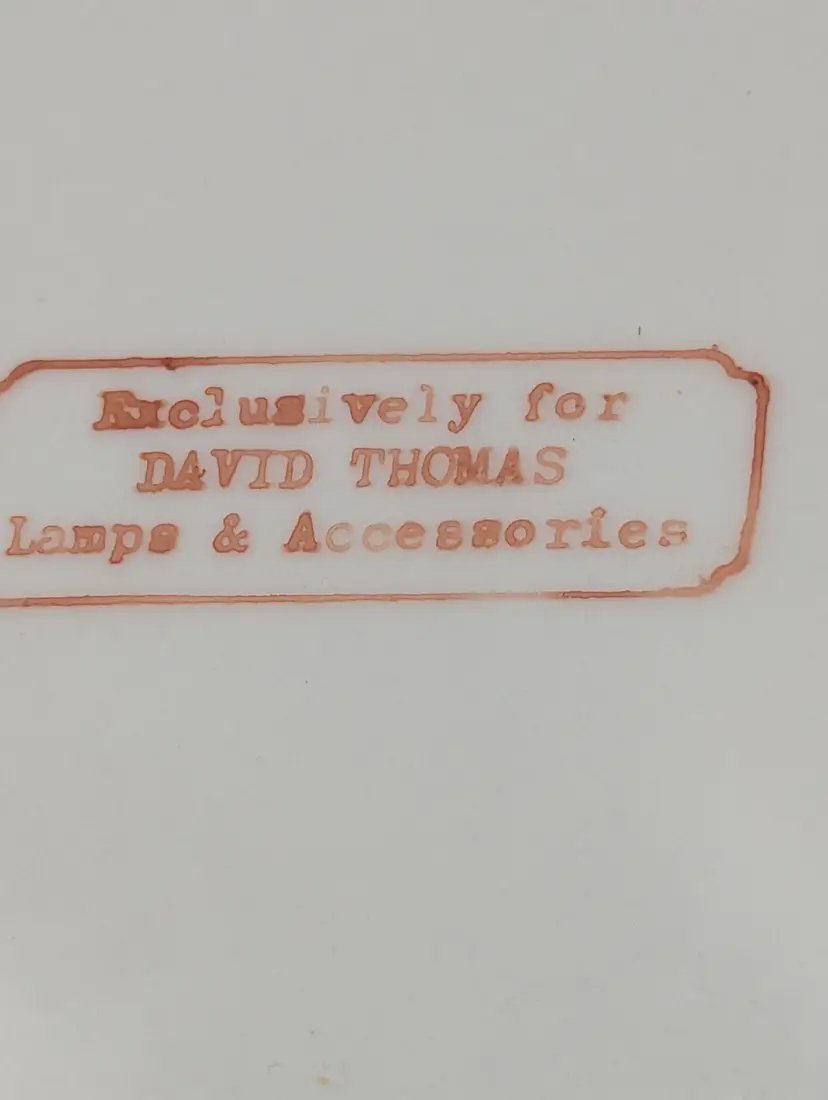 Exclusively for
DAVID THOMAS
Lamps & Accessories